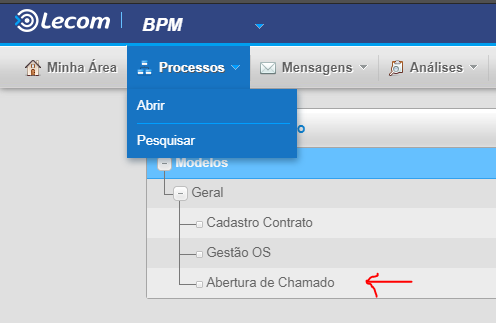 Lecom BPM
Minha Área Processos Mensagens Análises
Abrir
Pesquisar
Modelos
Geral
Cadastro Contrato
Gestão OS
Abertura de Chamado